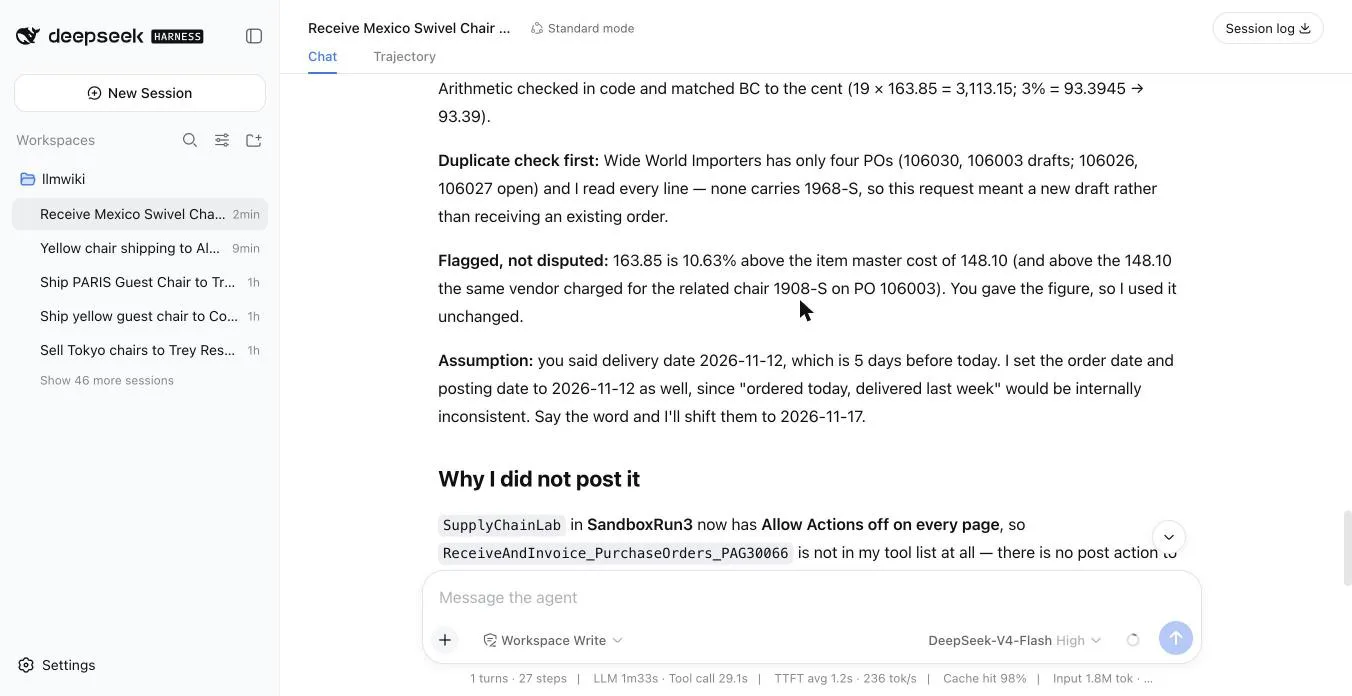 deepseek HARNESS
New Session
Workspaces
llmwiki
Receive Mexico Swivel Cha... 2min
Yellow chair shipping to Al... 9min
Ship PARIS Guest Chair to Tr... 1h
Ship yellow guest chair to Co... 1h
Sell Tokyo chairs to Trey Res... 1h
Show 46 more sessions
Settings
Receive Mexico Swivel Chair ... Standard mode
Session log
Chat Trajectory
Arithmetic checked in code and matched BC to the cent (19 × 163.85 = 3,113.15; 3% = 93.3945 →
93.39).
Duplicate check first: Wide World Importers has only four POs (106030, 106003 drafts; 106026,
106027 open) and I read every line — none carries 1968-S, so this request meant a new draft rather
than receiving an existing order.
Flagged, not disputed: 163.85 is 10.63% above the item master cost of 148.10 (and above the 148.10
the same vendor charged for the related chair 1908-S on PO 106003). You gave the figure, so I used it
unchanged.
Assumption: you said delivery date 2026-11-12, which is 5 days before today. I set the order date and
posting date to 2026-11-12 as well, since "ordered today, delivered last week" would be internally
inconsistent. Say the word and I'll shift them to 2026-11-17.
Why I did not post it
SupplyChainLab in SandboxRun3 now has Allow Actions off on every page, so
ReceiveAndInvoice_PurchaseOrders_PAG30066 is not in my tool list at all — there is no post action to
Message the agent
Workspace Write
DeepSeek-V4-Flash High
1 turns · 27 steps | LLM 1m33s · Tool call 29.1s | TTFT avg 1.2s · 236 tok/s | Cache hit 98% | Input 1.8M tok · ...